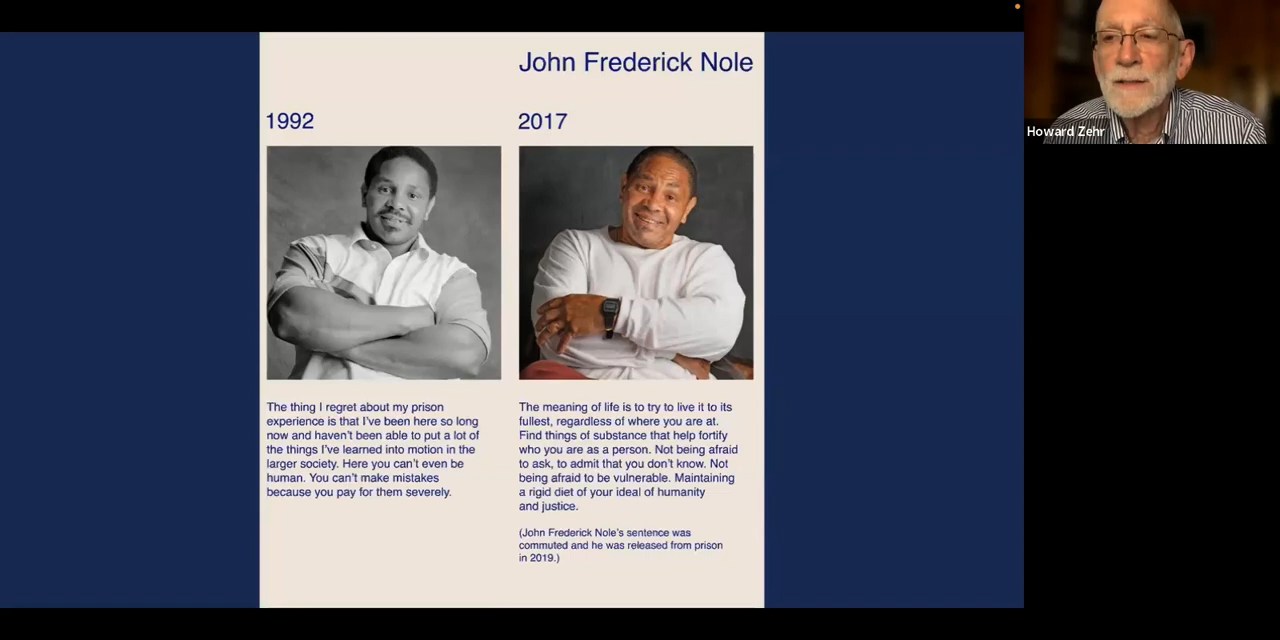 John Frederick Nole
1992
2017
The thing I regret about my prison
experience is that I've been here so long
now and haven't been able to put a lot of
the things I've learned into motion in the
larger society. Here you can't even be
human. You can't make mistakes
because you pay for them severely.
The meaning of life is to try to live it to its
fullest, regardless of where you are at.
Find things of substance that help fortify
who you are as a person. Not being afraid
to ask, to admit that you don't know. Not
being afraid to be vulnerable. Maintaining
a rigid diet of your ideal of humanity
and justice.
(John Frederick Nole's sentence was
commuted and he was released from prison
in 2019.)
Howard Zehr